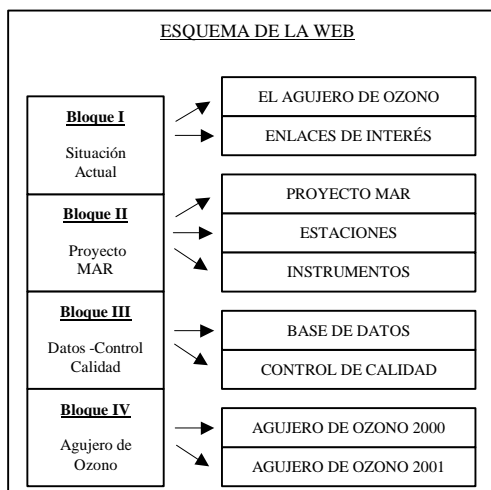 ESQUEMA DE LA WEB
Bloque I
Situación
Actual
EL AGUJERO DE OZONO
ENLACES DE INTERÉS
Bloque II
Proyecto
MAR
PROYECTO MAR
ESTACIONES
INSTRUMENTOS
Bloque III
Datos -Control
Calidad
BASE DE DATOS
CONTROL DE CALIDAD
Bloque IV
Agujero de
Ozono
AGUJERO DE OZONO 2000
AGUJERO DE OZONO 2001